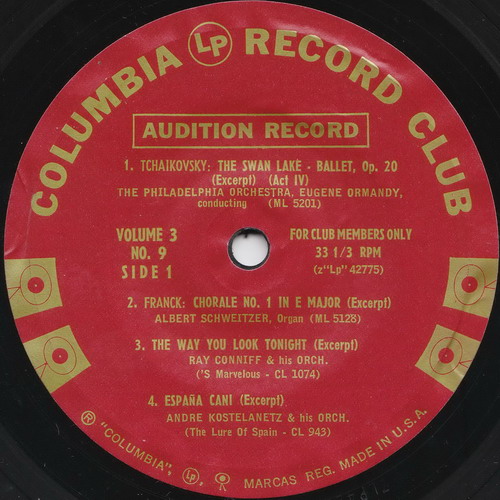 COLUMBIA LP RECORD CLUB
AUDITION RECORD
1. TCHAIKOVSKY: THE SWAN LAKE - BALLET, Op. 20
(Excerpt) (Act IV)
THE PHILADELPHIA ORCHESTRA, EUGENE ORMANDY,
conducting (ML 5201)
VOLUME 3
NO. 9
SIDE 1
FOR CLUB MEMBERS ONLY
33 1/3 RPM
(z"Lp" 42775)
2. FRANCK: CHORALE NO. 1 IN E MAJOR (Excerpt)
ALBERT SCHWEITZER, Organ (ML 5128)
3. THE WAY YOU LOOK TONIGHT (Excerpt)
RAY CONNIFF & his ORCH.
('S Marvelous - CL 1074)
4. ESPAÑA CANI (Excerpt)
ANDRE KOSTELANETZ & his ORCH.
(The Lure Of Spain - CL 943)
® "COLUMBIA", LP, MARCAS REG. MADE IN U.S.A.